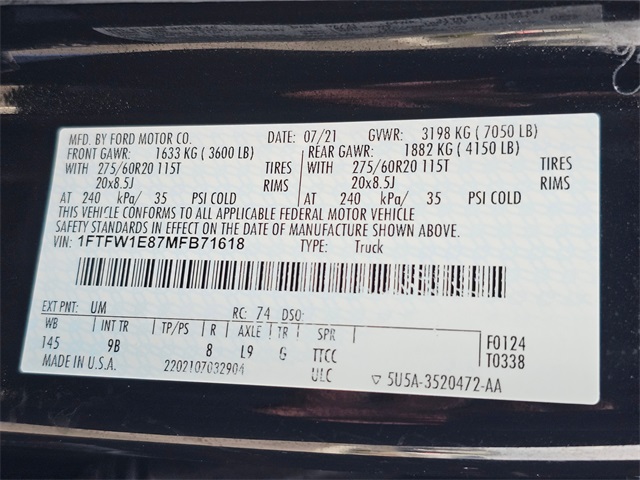 MFD. BY FORD MOTOR CO. DATE: 07/21 GVWR: 3198 KG ( 7050 LB)
FRONT GAWR: 1633 KG ( 3600 LB) REAR GAWR: 1882 KG ( 4150 LB)
WITH 275/60R20 115T TIRES WITH 275/60R20 115T TIRES
20x8.5J RIMS 20x8.5J RIMS
AT 240 kPa/ 35 PSI COLD AT 240 kPa/ 35 PSI COLD
THIS VEHICLE CONFORMS TO ALL APPLICABLE FEDERAL MOTOR VEHICLE
SAFETY STANDARDS IN EFFECT ON THE DATE OF MANUFACTURE SHOWN ABOVE.
VIN: 1FTFW1E87MFB71618 TYPE: Truck
EXT PNT: UM RC: 74 DSO:
WB INT TR TP/PS R AXLE TR SPR F0124
145 9B 8 L9 G TTCC T0338
MADE IN U.S.A. 2202107032904 ULC ▽ 5U5A-3520472-AA